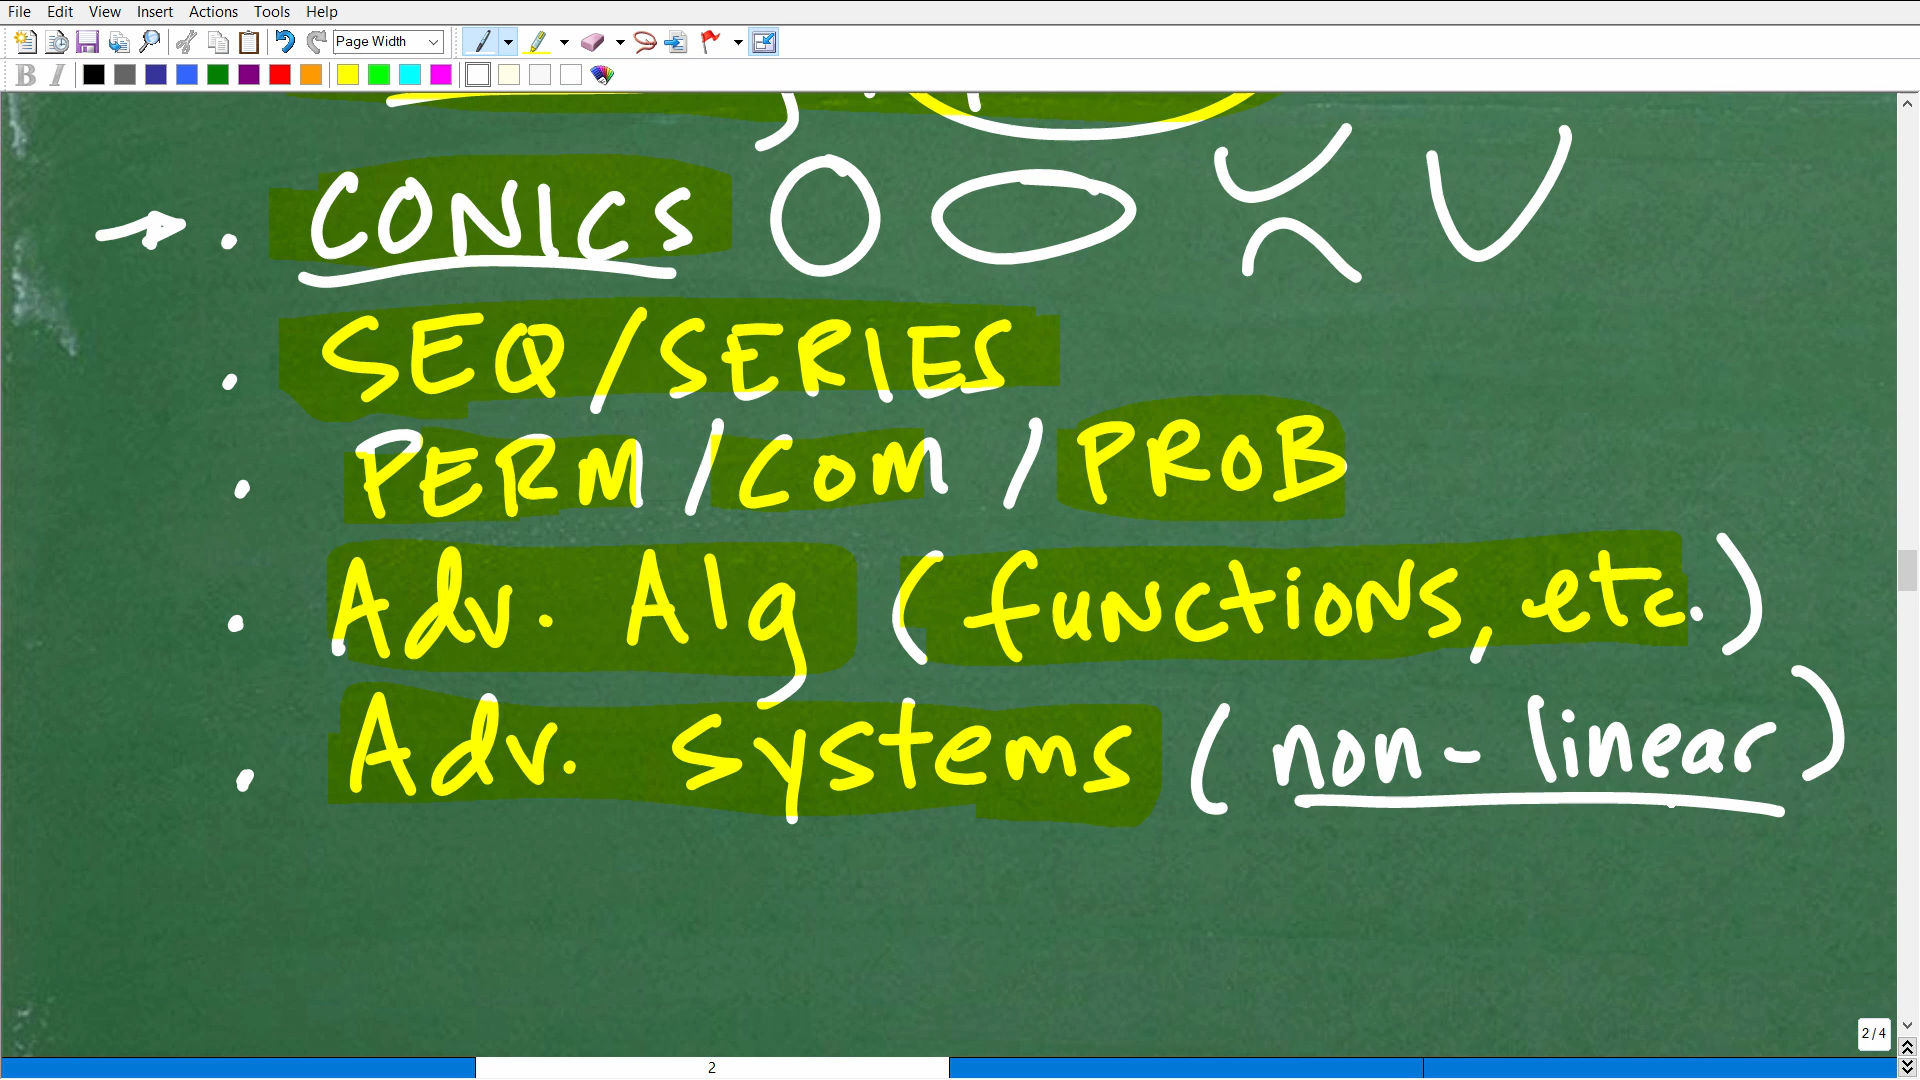 File Edit View Insert Actions Tools Help
Page Width
B I
CONICS
SEQ/SERIES
PERM/COM/PROB
Adv. Alg (functions, etc.)
Adv. Systems (non-linear)
2/4
2